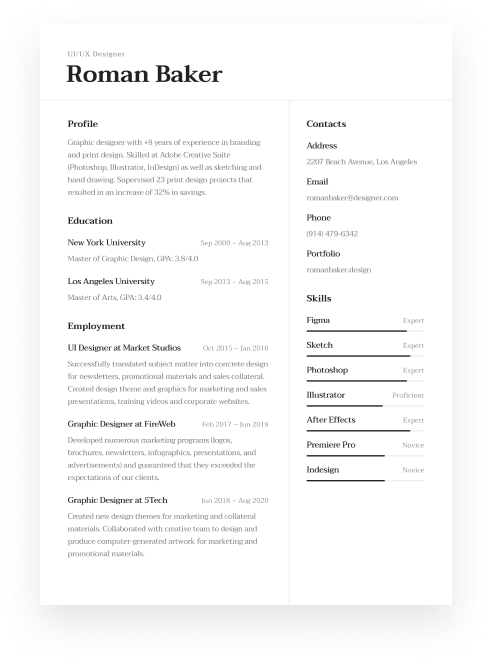 UI/UX Designer
Roman Baker
Profile
Graphic designer with +8 years of experience in branding
and print design. Skilled at Adobe Creative Suite
(Photoshop, Illustrator, InDesign) as well as sketching and
hand drawing. Supervised 23 print design projects that
resulted in an increase of 32% in savings.
Education
New York University Sep 2009 – Aug 2013
Master of Graphic Design, GPA: 3.8/4.0
Los Angeles University Sep 2013 – Aug 2015
Master of Arts, GPA: 3.4/4.0
Employment
UI Designer at Market Studios Oct 2015 – Jan 2016
Successfully translated subject matter into concrete design
for newsletters, promotional materials and sales collateral.
Created design theme and graphics for marketing and sales
presentations, training videos and corporate websites.
Graphic Designer at FireWeb Feb 2017 – Jun 2018
Developed numerous marketing programs (logos,
brochures, newsletters, infographics, presentations, and
advertisements) and guaranteed that they exceeded the
expectations of our clients.
Graphic Designer at 5Tech Jun 2018 – Aug 2020
Created new design themes for marketing and collateral
materials. Collaborated with creative team to design and
produce computer-generated artwork for marketing and
promotional materials.
Contacts
Address
2207 Beach Avenue, Los Angeles
Email
romanbaker@designer.com
Phone
(914) 479-6342
Portfolio
romanbaker.design
Skills
Figma Expert
Sketch Expert
Photoshop Expert
Illustrator Proficient
After Effects Expert
Premiere Pro Novice
Indesign Novice